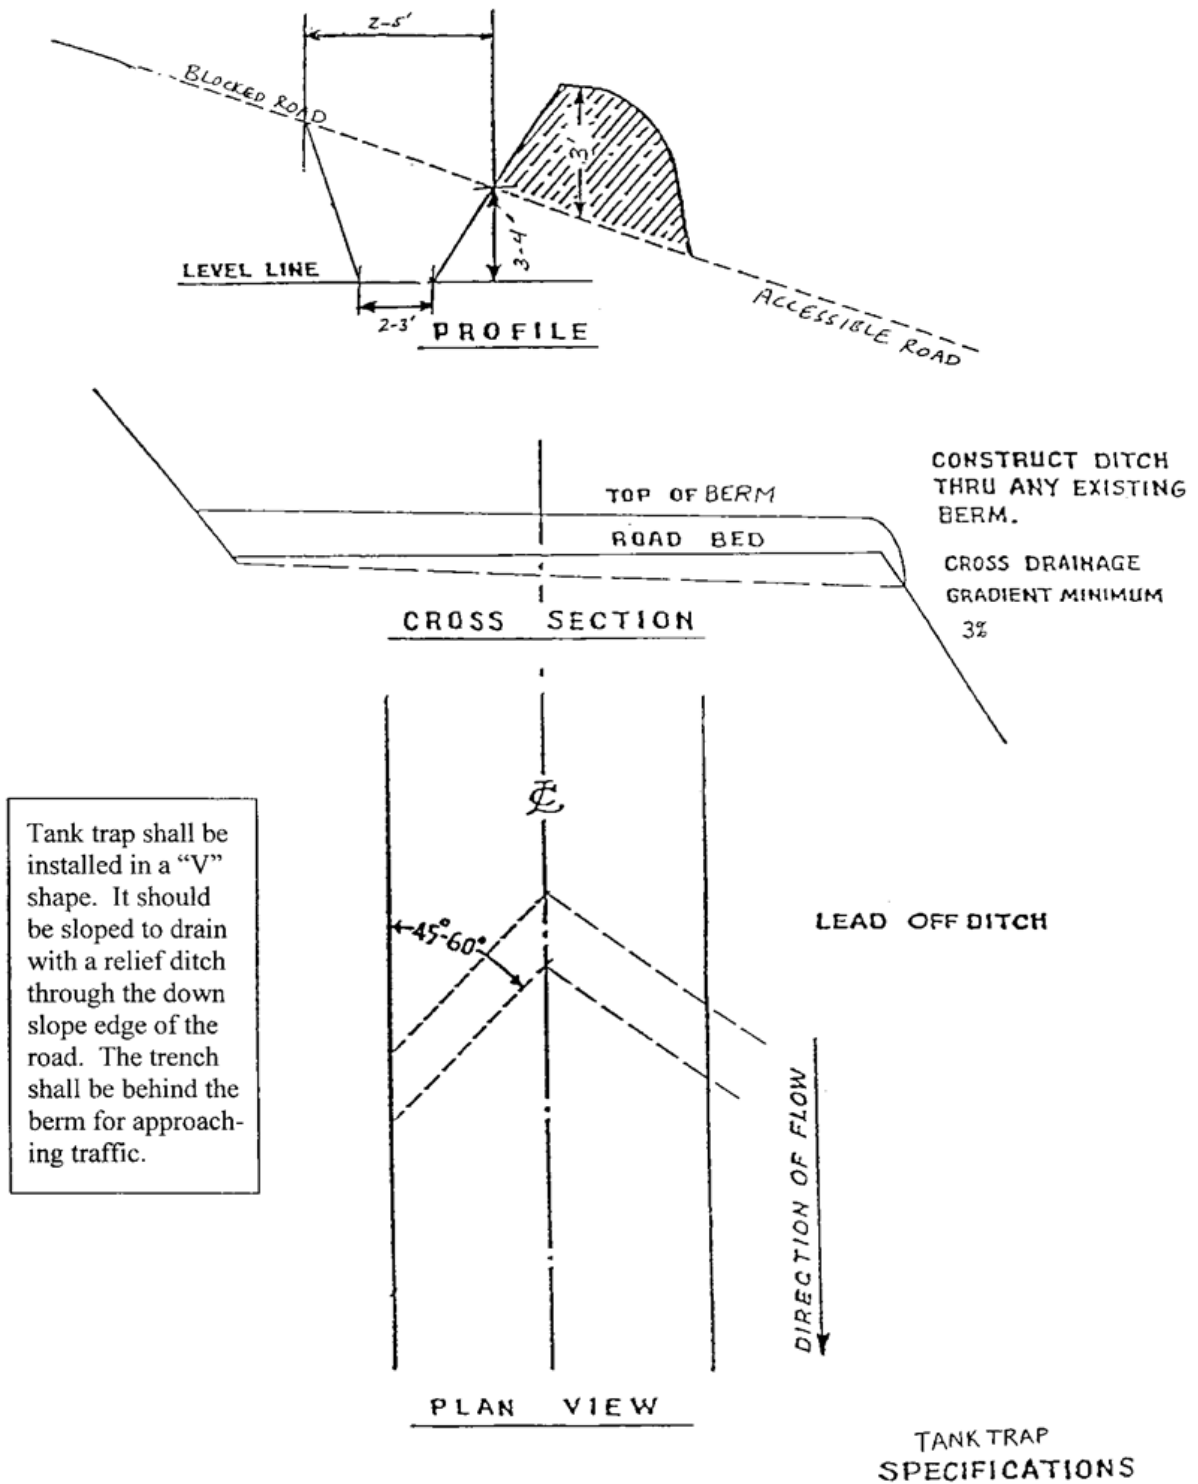 2-5'
BLOCKED ROAD
3'
3-4'
LEVEL LINE
2-3'
ACCESSIBLE ROAD
PROFILE
TOP OF BERM
ROAD BED
CONSTRUCT DITCH
THRU ANY EXISTING
BERM.
CROSS DRAINAGE
GRADIENT MINIMUM
3%
CROSS SECTION
CL
Tank trap shall be
installed in a “V”
shape. It should
be sloped to drain
with a relief ditch
through the down
slope edge of the
road. The trench
shall be behind the
berm for approach-
ing traffic.
45°-60°
LEAD OFF DITCH
DIRECTION OF FLOW
PLAN VIEW
TANK TRAP
SPECIFICATIONS